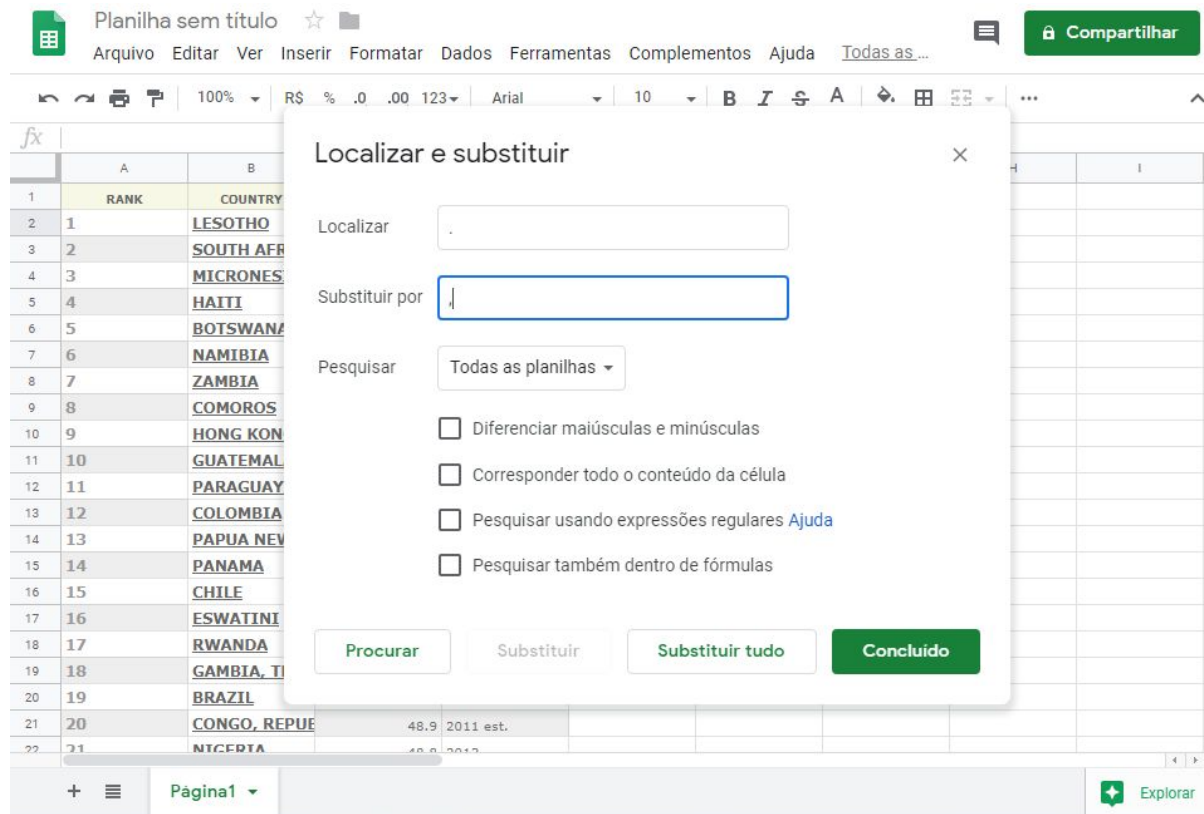 Planilha sem título
Arquivo Editar Ver Inserir Formatar Dados Ferramentas Complementos Ajuda Todas as ...
Compartilhar
100% R$ % .0 .00 123 Arial 10 B I S A ...
fx
A B H I
1 RANK COUNTRY
2 1 LESOTHO
3 2 SOUTH AFR
4 3 MICRONES
5 4 HAITI
6 5 BOTSWANA
7 6 NAMIBIA
8 7 ZAMBIA
9 8 COMOROS
10 9 HONG KON
11 10 GUATEMAL
12 11 PARAGUAY
13 12 COLOMBIA
14 13 PAPUA NEW
15 14 PANAMA
16 15 CHILE
17 16 ESWATINI
18 17 RWANDA
19 18 GAMBIA, T
20 19 BRAZIL
21 20 CONGO, REPUB 48.9 2011 est.
22 21 NIGERIA 48.8 2013
Localizar e substituir
Localizar .
Substituir por ,
Pesquisar Todas as planilhas
Diferenciar maiúsculas e minúsculas
Corresponder todo o conteúdo da célula
Pesquisar usando expressões regulares Ajuda
Pesquisar também dentro de fórmulas
Procurar Substituir Substituir tudo Concluído
Página1
Explorar